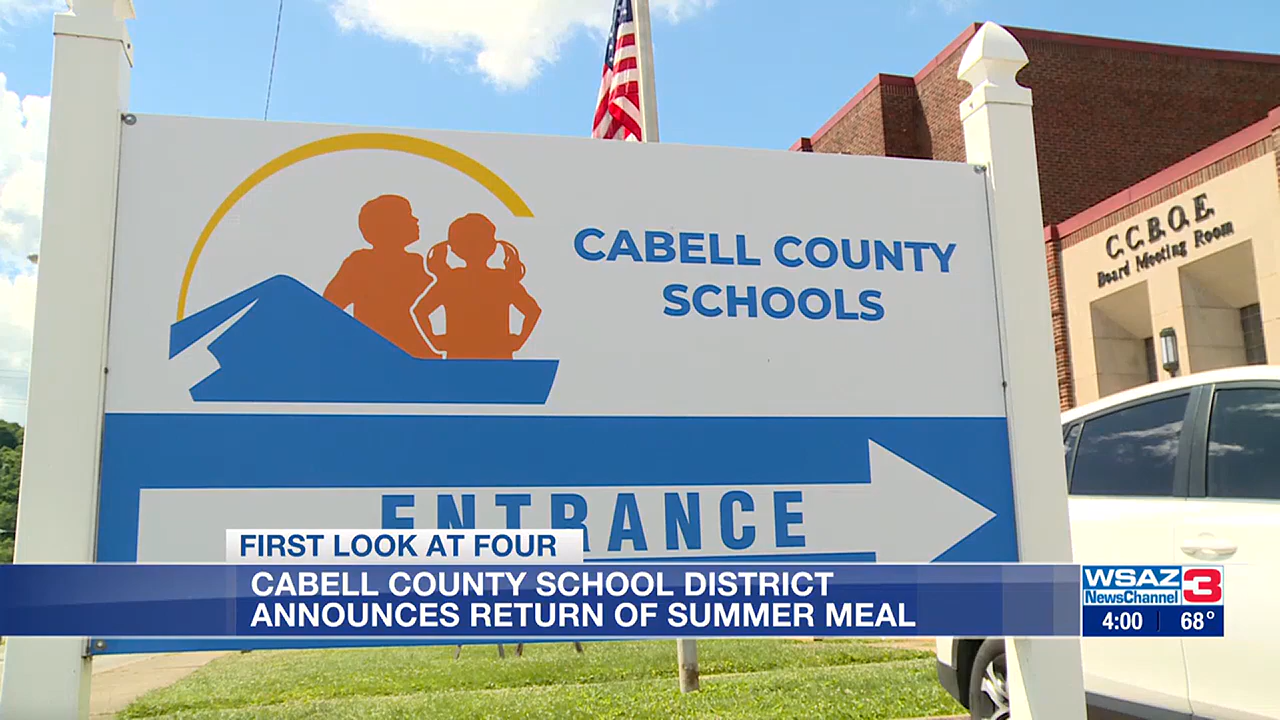 CABELL COUNTY
SCHOOLS
C.C.B.O.E.
Board Meeting Room
ENTRANCE
FIRST LOOK AT FOUR
CABELL COUNTY SCHOOL DISTRICT
ANNOUNCES RETURN OF SUMMER MEAL
WSAZ 3
NewsChannel
4:00 68°